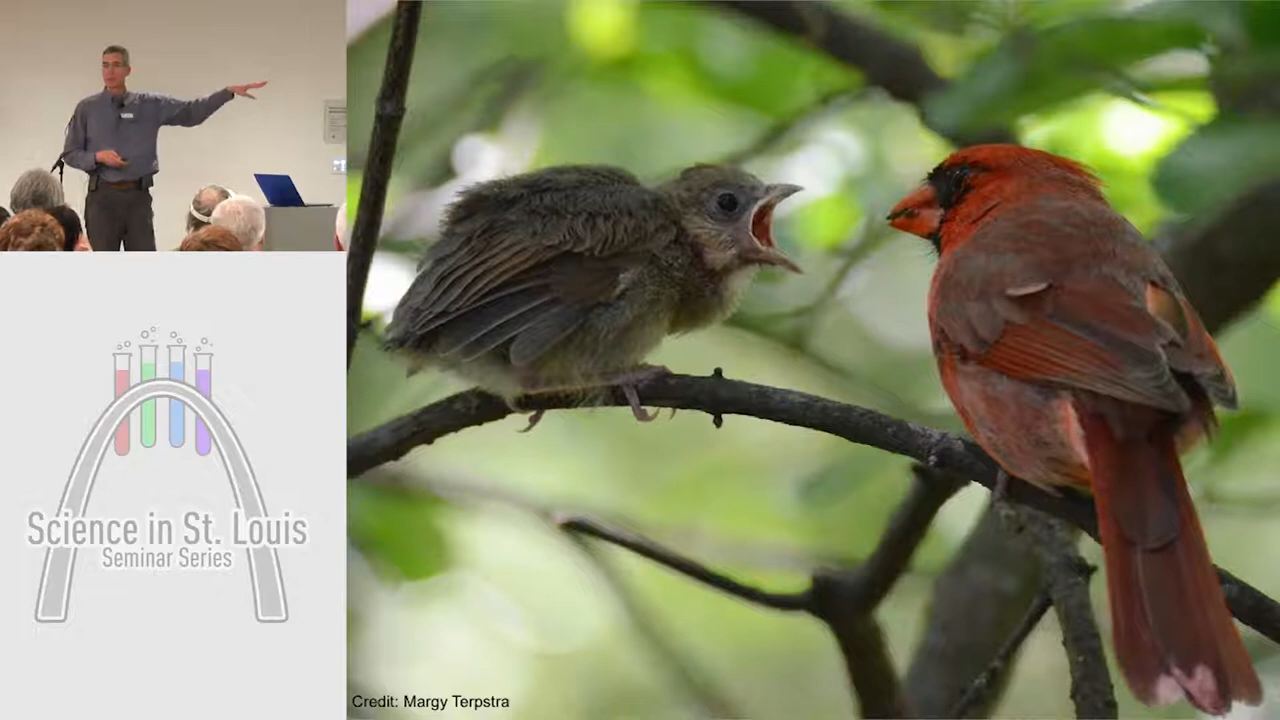 Science in St. Louis
Seminar Series
Credit: Margy Terpstra